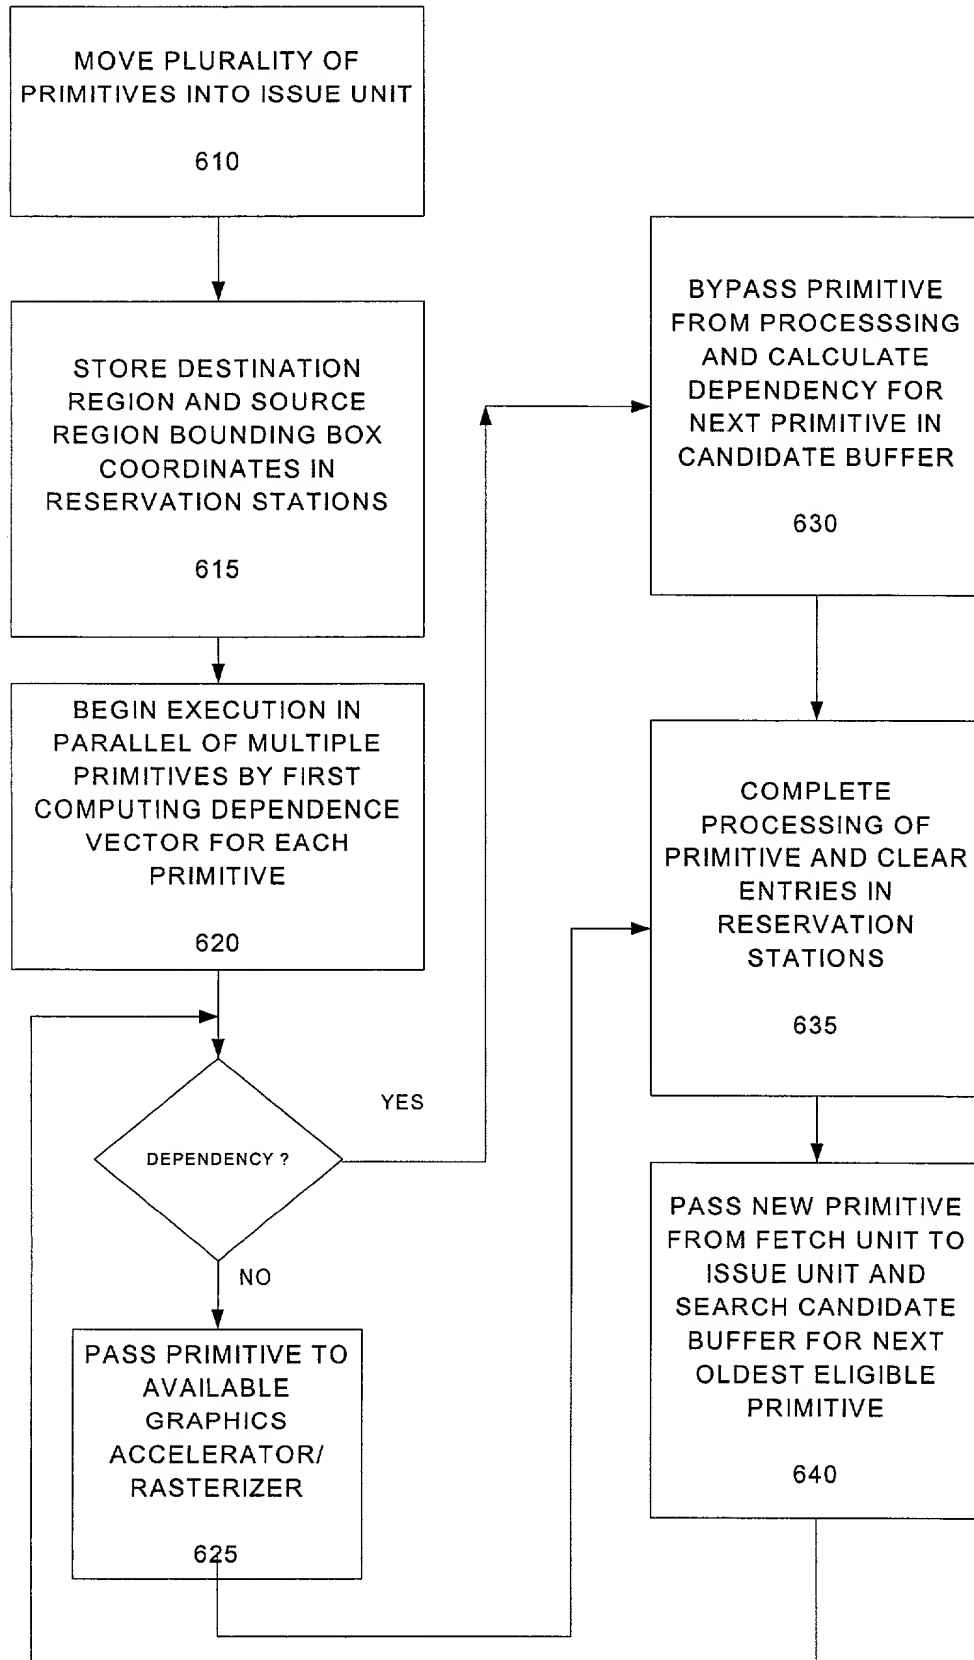 MOVE PLURALITY OF
PRIMITIVES INTO ISSUE UNIT
610
STORE DESTINATION
REGION AND SOURCE
REGION BOUNDING BOX
COORDINATES IN
RESERVATION STATIONS
615
BEGIN EXECUTION IN
PARALLEL OF MULTIPLE
PRIMITIVES BY FIRST
COMPUTING DEPENDENCE
VECTOR FOR EACH
PRIMITIVE
620
DEPENDENCY ?
YES
NO
PASS PRIMITIVE TO
AVAILABLE
GRAPHICS
ACCELERATOR/
RASTERIZER
625
BYPASS PRIMITIVE
FROM PROCESSSING
AND CALCULATE
DEPENDENCY FOR
NEXT PRIMITIVE IN
CANDIDATE BUFFER
630
COMPLETE
PROCESSING OF
PRIMITIVE AND CLEAR
ENTRIES IN
RESERVATION
STATIONS
635
PASS NEW PRIMITIVE
FROM FETCH UNIT TO
ISSUE UNIT AND
SEARCH CANDIDATE
BUFFER FOR NEXT
OLDEST ELIGIBLE
PRIMITIVE
640